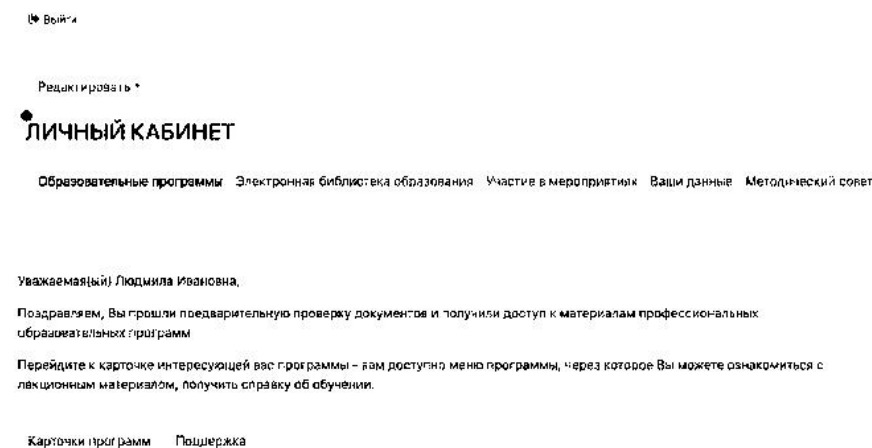 Выйти
Редактировать
ЛИЧНЫЙ КАБИНЕТ
Образовательные программы Электронная библиотека образования Участие в мероприятиях Ваши данные Методический совет
Уважаемая(ый) Людмила Ивановна,
Поздравляем, Вы прошли предварительную проверку документов и получили доступ к материалам профессиональных
образовательных программ
Перейдите к карточке интересующей вас программы – вам доступно меню программы, через которое Вы можете ознакомиться с
лекционным материалом, получить справку об обучении.
Карточки программ Поддержка